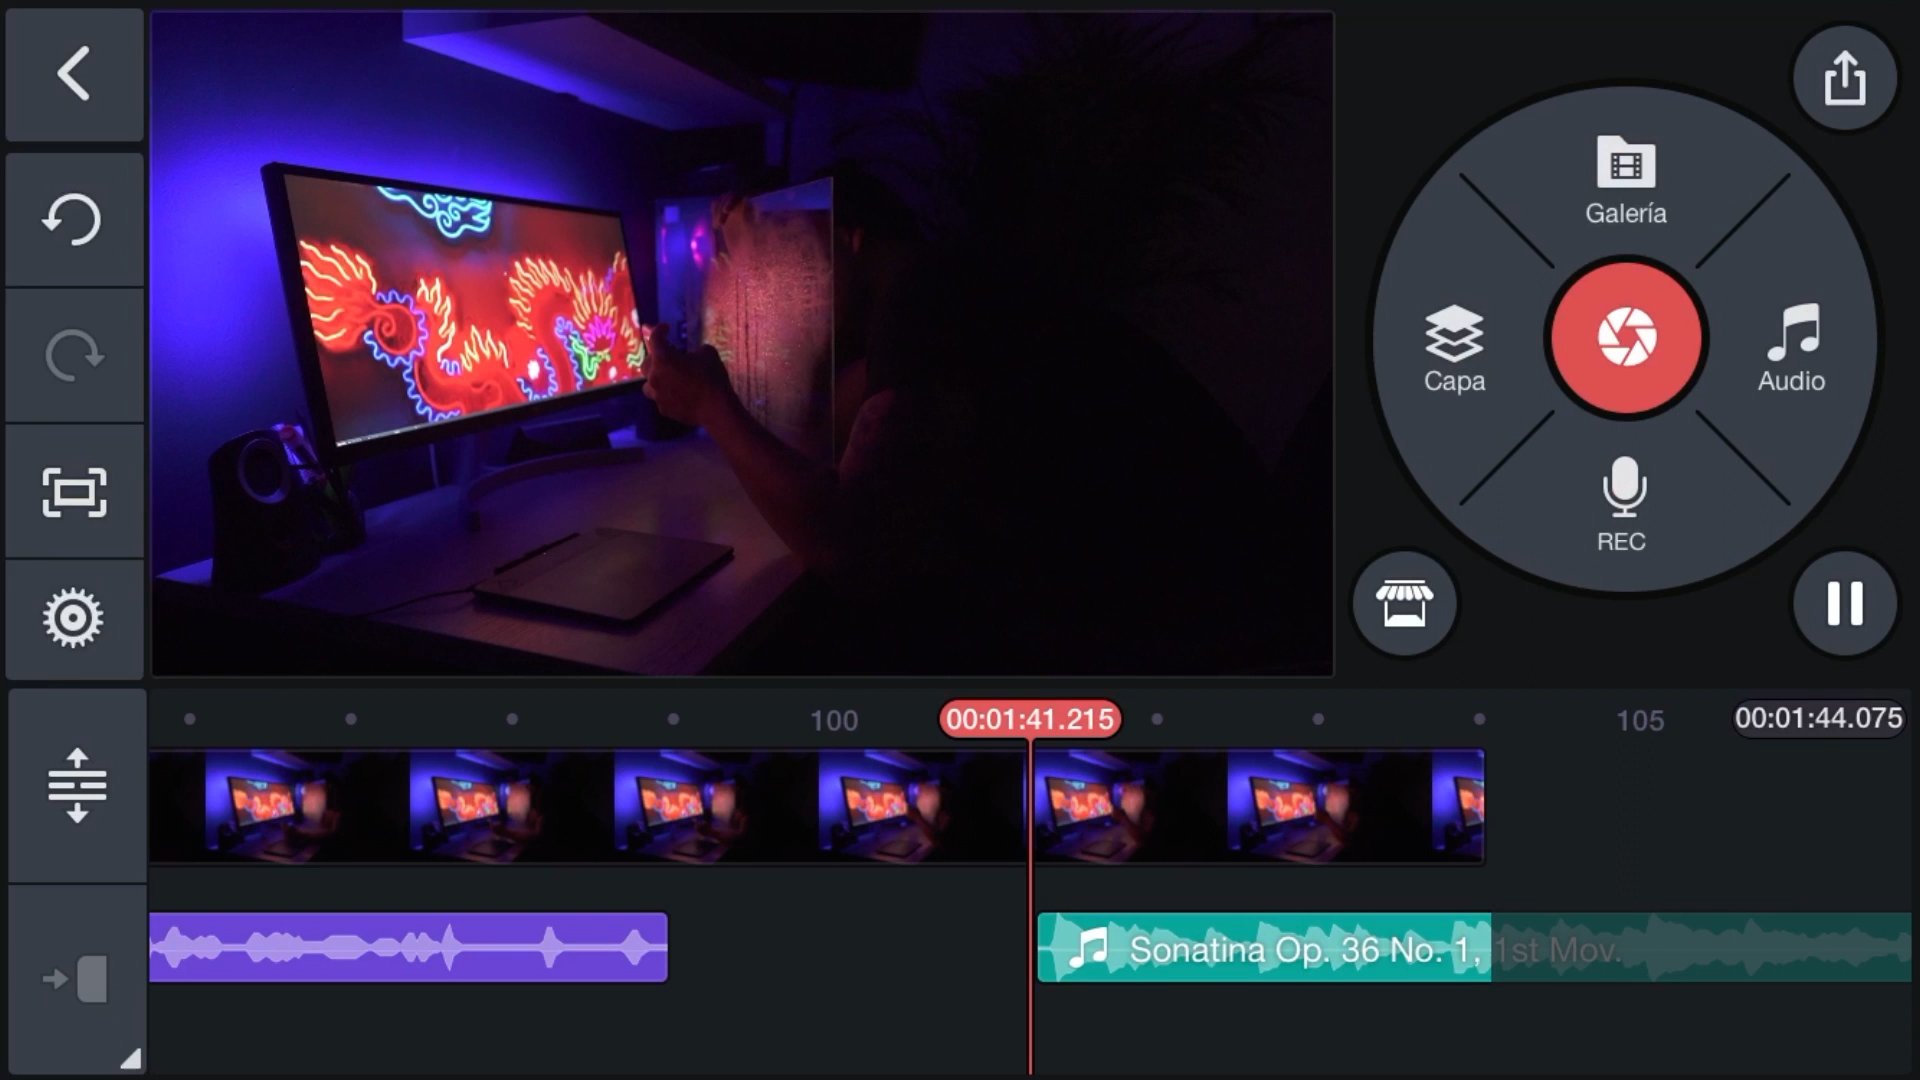 Galería
Capa
Audio
REC
100
00:01:41.215
105
00:01:44.075
Sonatina Op. 36 No. 1, 1st Mov.